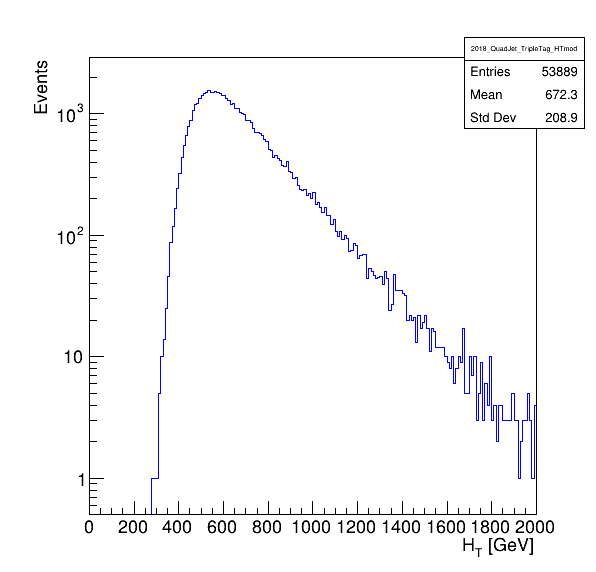 2018_QuadJet_TripleTag_HTmod
Entries 53889
Mean 672.3
Std Dev 208.9
Events
10³
10²
10
1
0 200 400 600 800 1000 1200 1400 1600 1800 2000
H_T [GeV]